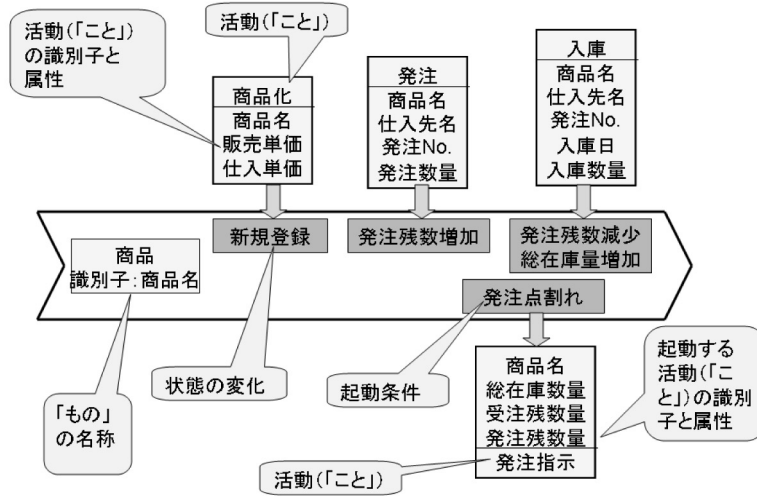 活動(「こと」)
の識別子と
属性
活動(「こと」)
商品化
商品名
販売単価
仕入単価
発注
商品名
仕入先名
発注No.
発注数量
入庫
商品名
仕入先名
発注No.
入庫日
入庫数量
新規登録
発注残数増加
発注残数減少
総在庫量増加
商品
識別子:商品名
発注点割れ
「もの」
の名称
状態の変化
起動条件
商品名
総在庫数量
受注残数量
発注残数量
発注指示
起動する
活動(「こ
と」)の識別
子と属性
活動(「こと」)